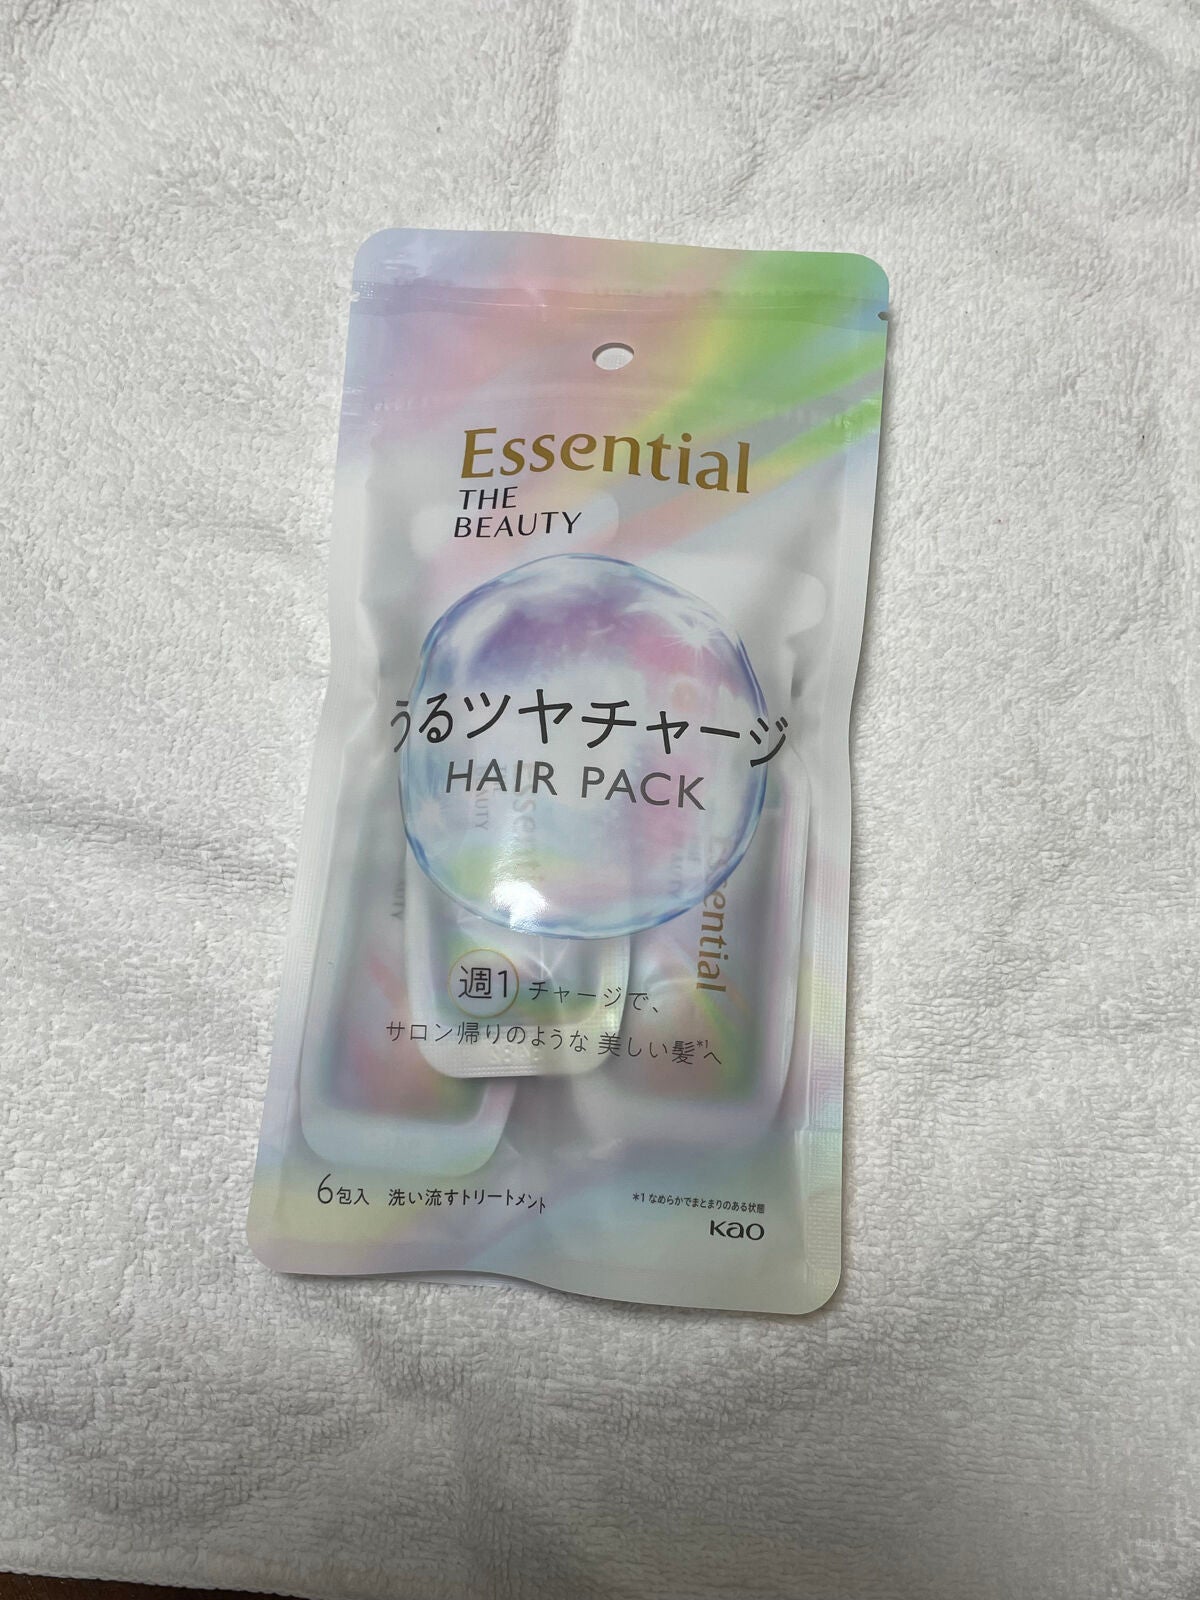 Essential
THE
BEAUTY
うるツヤチャージ
HAIR PACK
Essential
週1 チャージで、
サロン帰りのような 美しい髪*1へ
6包入 洗い流すトリートメント
*1 なめらかでまとまりのある状態
Kao